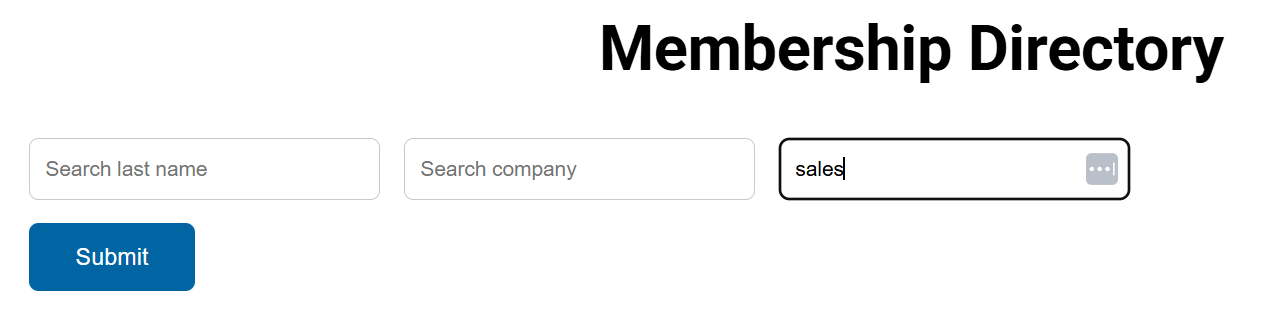 Membership Directory
Search last name
Search company
sales
Submit